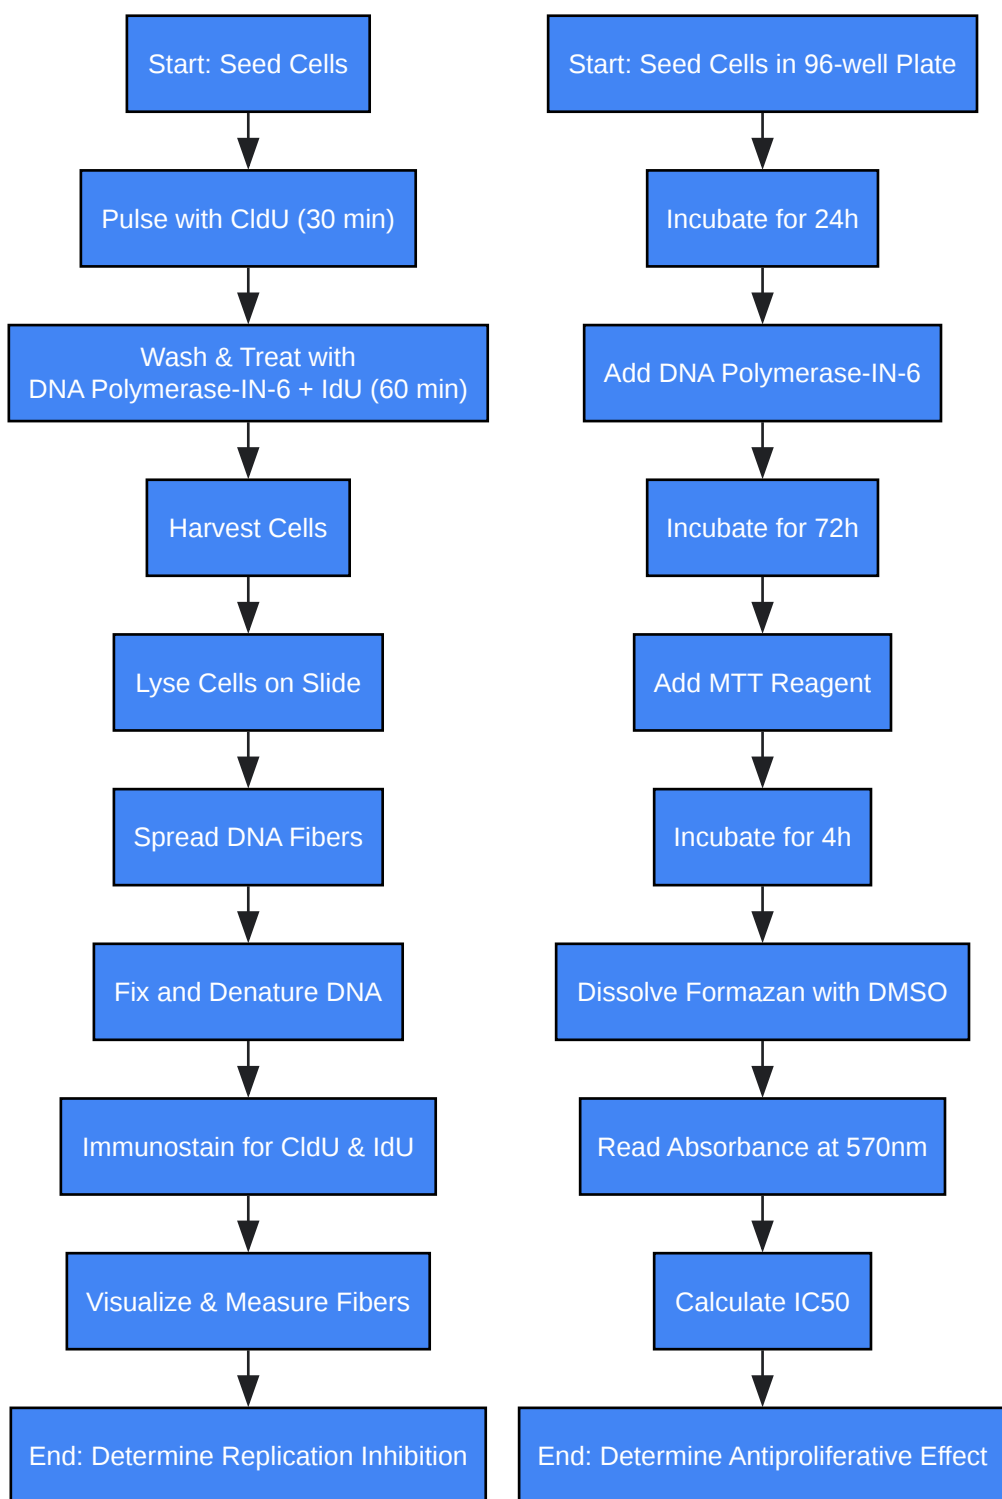 Start: Seed Cells
Pulse with CldU (30 min)
Wash & Treat with
DNA Polymerase-IN-6 + IdU (60 min)
Harvest Cells
Lyse Cells on Slide
Spread DNA Fibers
Fix and Denature DNA
Immunostain for CldU & IdU
Visualize & Measure Fibers
End: Determine Replication Inhibition
Start: Seed Cells in 96-well Plate
Incubate for 24h
Add DNA Polymerase-IN-6
Incubate for 72h
Add MTT Reagent
Incubate for 4h
Dissolve Formazan with DMSO
Read Absorbance at 570nm
Calculate IC50
End: Determine Antiproliferative Effect